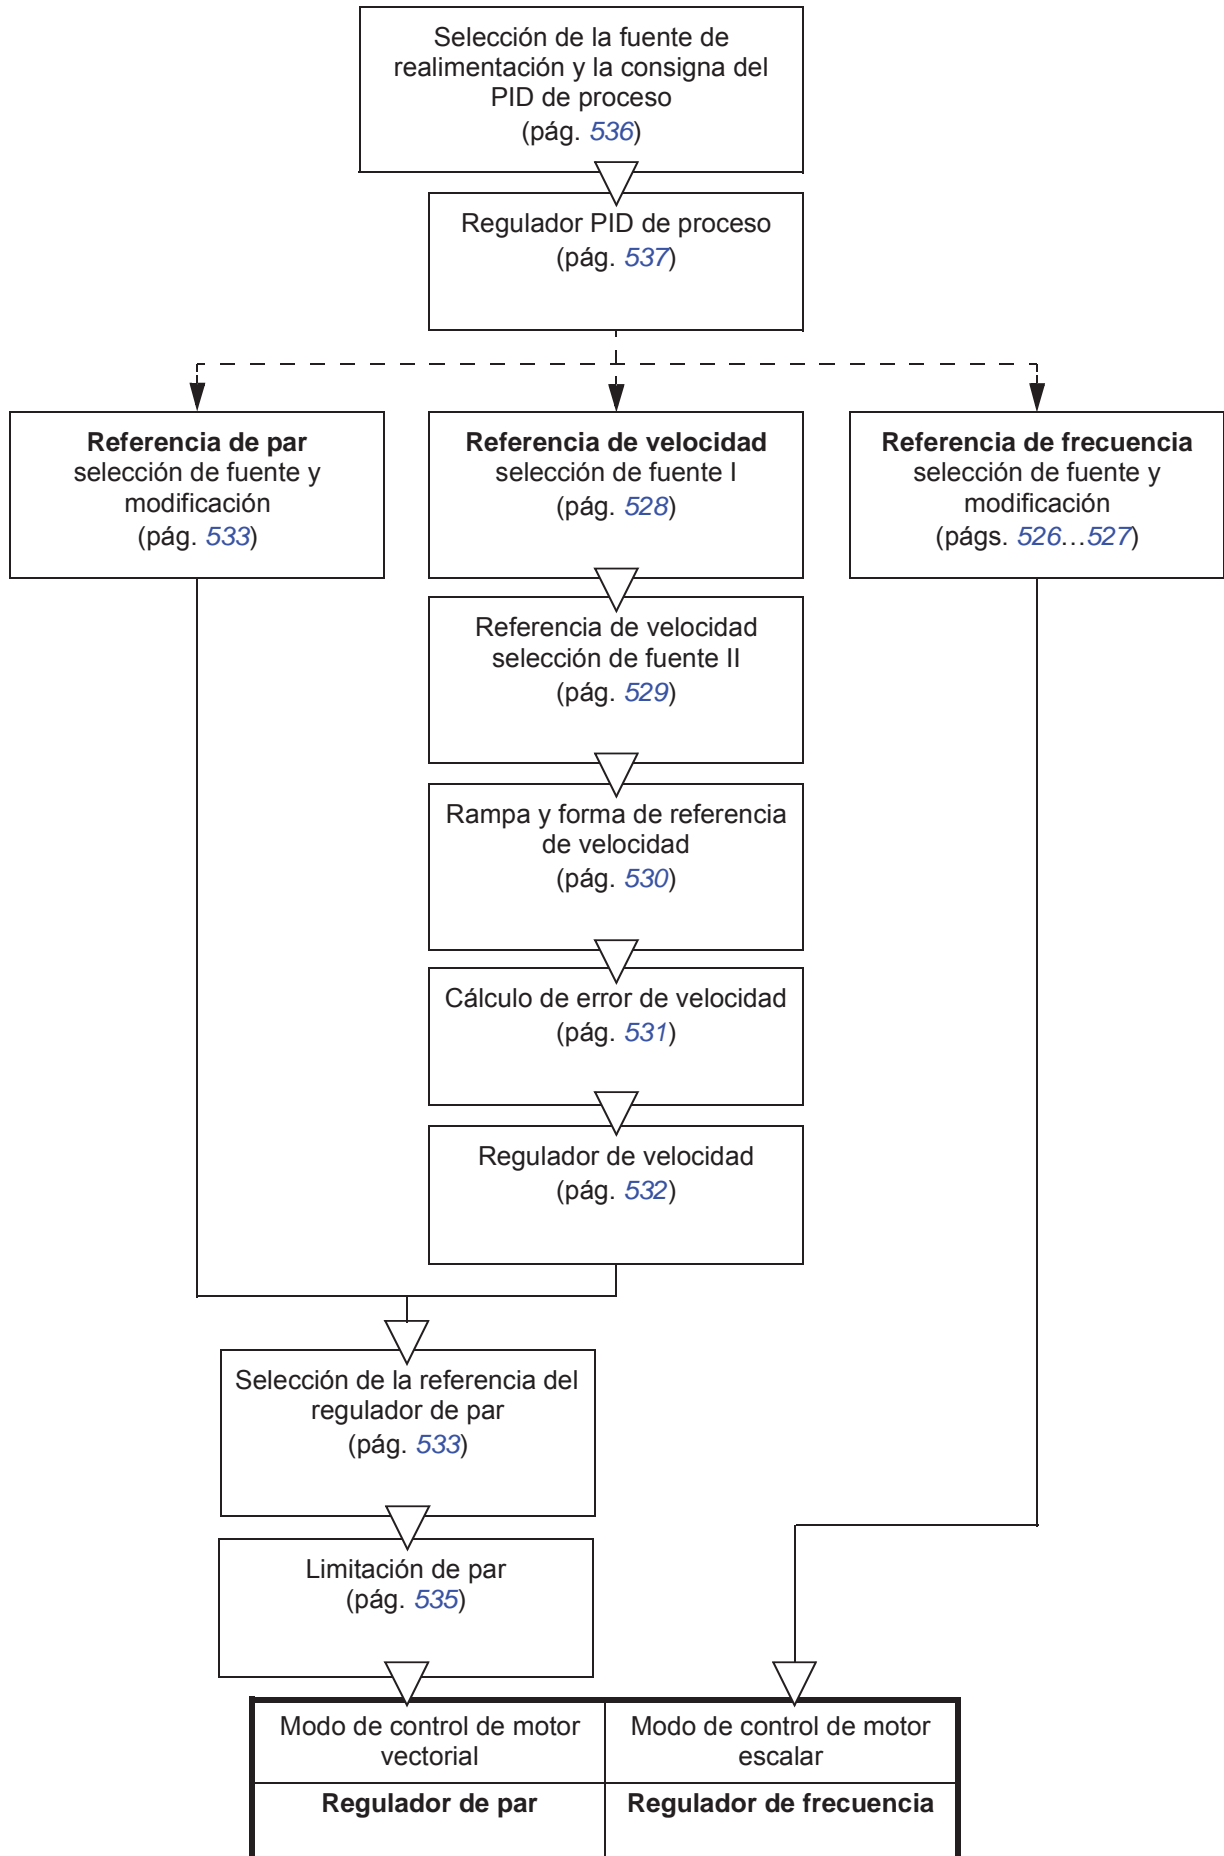 Selección de la fuente de
realimentación y la consigna del
PID de proceso
(pág. 536)
Regulador PID de proceso
(pág. 537)
Referencia de par
selección de fuente y
modificación
(pág. 533)
Referencia de velocidad
selección de fuente I
(pág. 528)
Referencia de frecuencia
selección de fuente y
modificación
(págs. 526…527)
Referencia de velocidad
selección de fuente II
(pág. 529)
Rampa y forma de referencia
de velocidad
(pág. 530)
Cálculo de error de velocidad
(pág. 531)
Regulador de velocidad
(pág. 532)
Selección de la referencia del
regulador de par
(pág. 533)
Limitación de par
(pág. 535)
Modo de control de motor
vectorial
Modo de control de motor
escalar
Regulador de par
Regulador de frecuencia